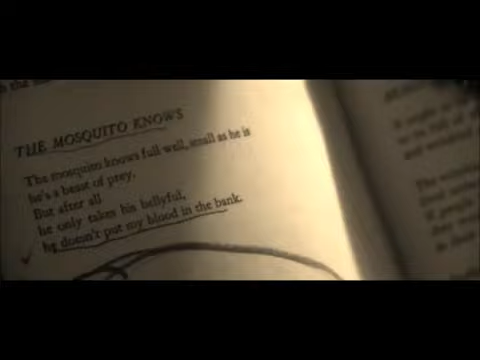 THE MOSQUITO KNOWS
The mosquito knows full well, small as he is
he's a beast of prey.
But after all
he only takes his bellyful,
he doesn't put my blood in the bank.